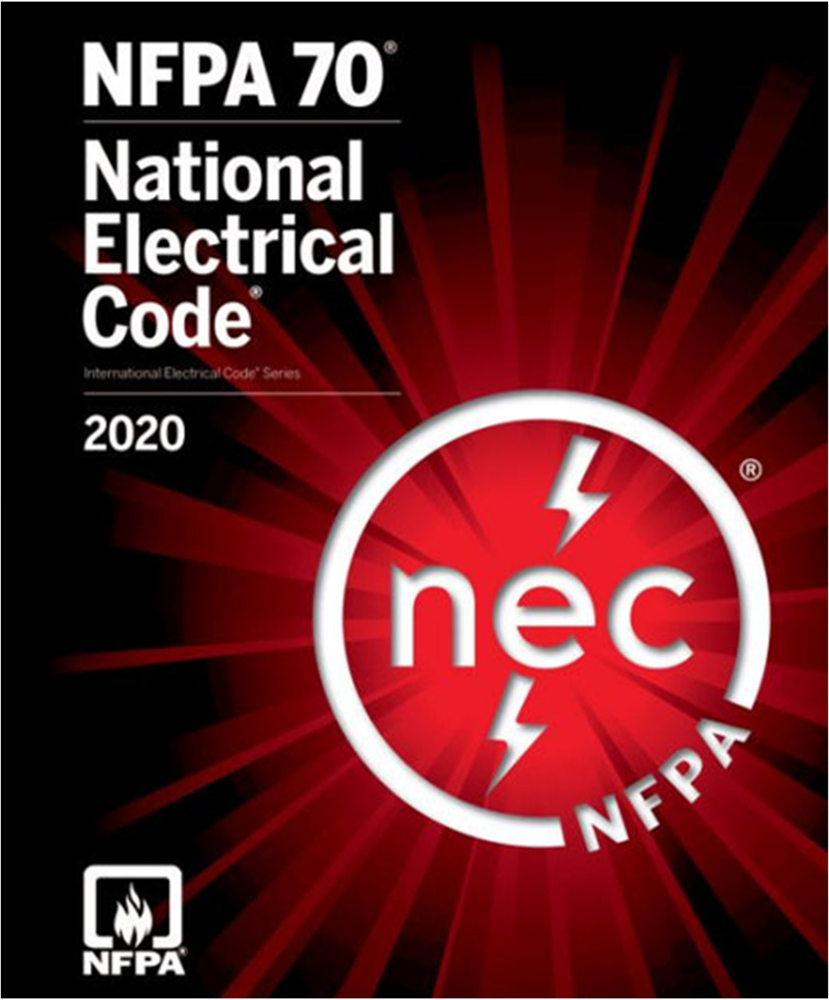 NFPA 70®
National
Electrical
Code®
International Electrical Code® Series
2020
®
nec
NFPA
NFPA®